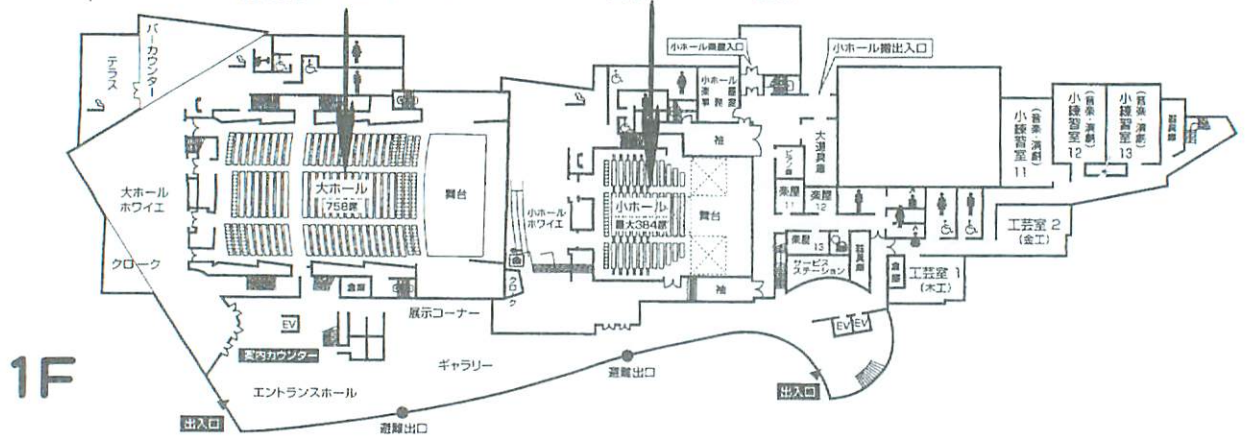 バーカウンター
テラス
小ホール楽屋入口
小ホール搬出入口
小ホール
楽屋
事務室
袖
大道具庫
ピアノ庫
小練習室
(音楽・演劇)
11
小練習室
(音楽・演劇)
12
小練習室
(音楽・演劇)
13
器具庫
大ホール
ホワイエ
大ホール
758席
舞台
小ホール
ホワイエ
小ホール
最大384席
舞台
楽屋
11
楽屋
12
楽屋
13
サービス
ステーション
器具庫
倉庫
工芸室 2
(金工)
工芸室 1
(木工)
クローク
倉庫
クローク
袖
展示コーナー
EV
EV
EV
案内カウンター
ギャラリー
1F
エントランスホール
避難出口
出入口
出入口
避難出口